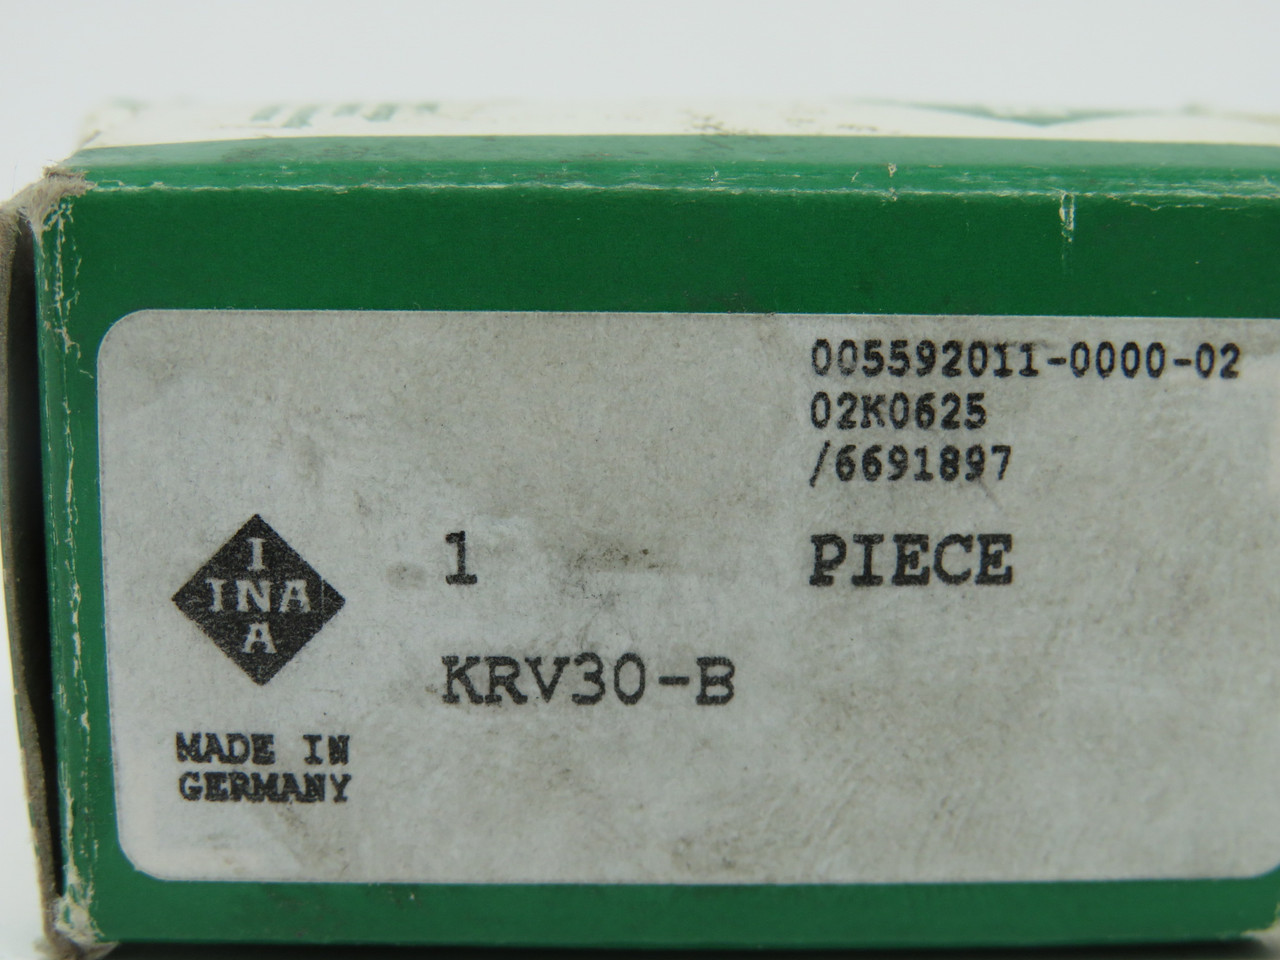 005592011-0000-02
02K0625
/6691897
I
INA
A
1 PIECE
KRV30-B
MADE IN
GERMANY